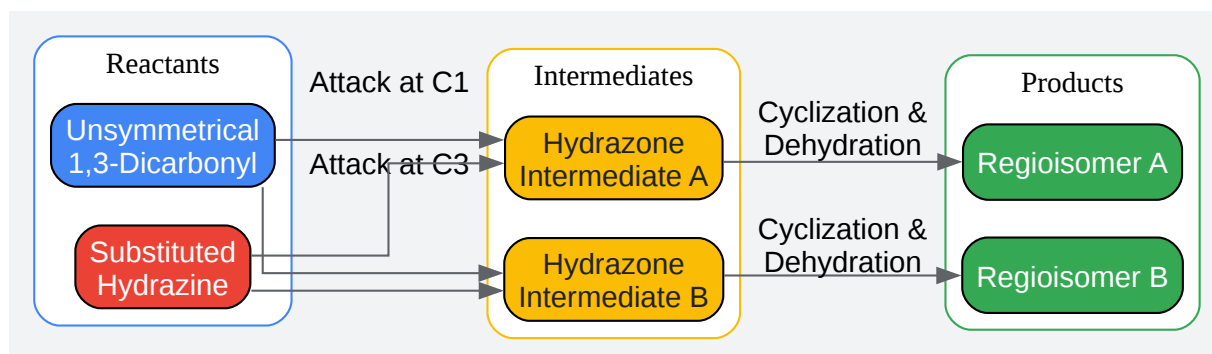 Reactants
Unsymmetrical
1,3-Dicarbonyl
Substituted
Hydrazine
Attack at C1
Attack at C3
Intermediates
Hydrazone
Intermediate A
Hydrazone
Intermediate B
Cyclization &
Dehydration
Cyclization &
Dehydration
Products
Regioisomer A
Regioisomer B